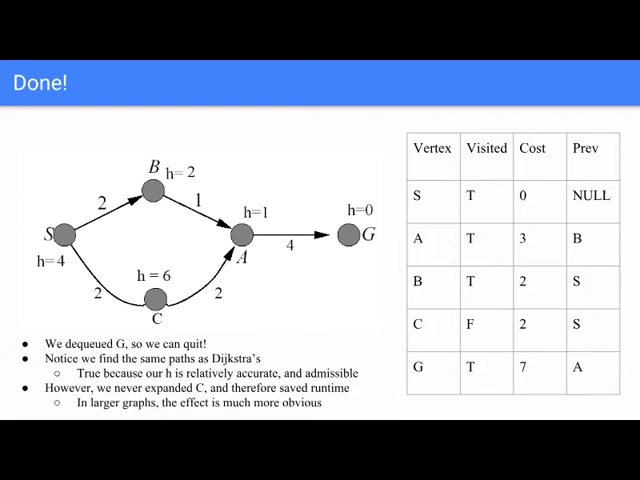 Done!
B h=2
2
1
h=1
h=0
S
A
4
G
h=4
h = 6
2
2
C
Vertex Visited Cost Prev
S T 0 NULL
A T 3 B
B T 2 S
C F 2 S
G T 7 A
● We dequeued G, so we can quit!
● Notice we find the same paths as Dijkstra's
○ True because our h is relatively accurate, and admissible
● However, we never expanded C, and therefore saved runtime
○ In larger graphs, the effect is much more obvious